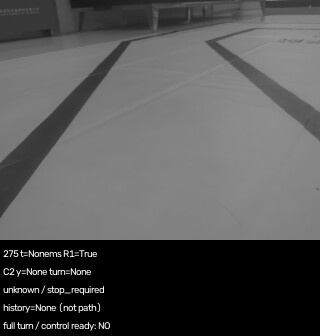 275 t=Nonems R1=True
C2 y=None turn=None
unknown / stop_required
history=None (not path)
full turn / control ready: NO